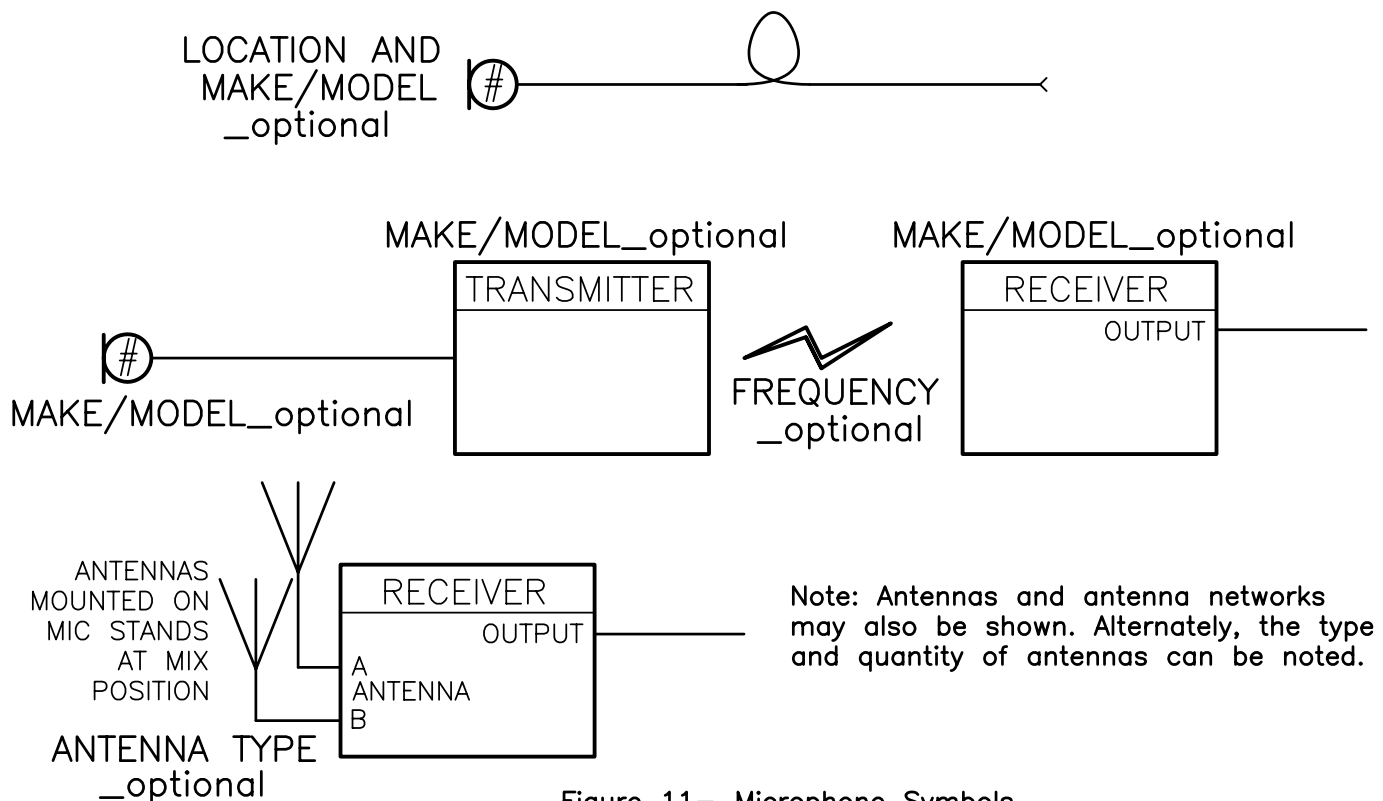 LOCATION AND
MAKE/MODEL
_optional
#
MAKE/MODEL_optional
TRANSMITTER
MAKE/MODEL_optional
RECEIVER
OUTPUT
#
MAKE/MODEL_optional
FREQUENCY
_optional
ANTENNAS
MOUNTED ON
MIC STANDS
AT MIX
POSITION
RECEIVER
OUTPUT
A
ANTENNA
B
ANTENNA TYPE
_optional
Note: Antennas and antenna networks
may also be shown. Alternately, the type
and quantity of antennas can be noted.
Figure 11– Microphone Symbols